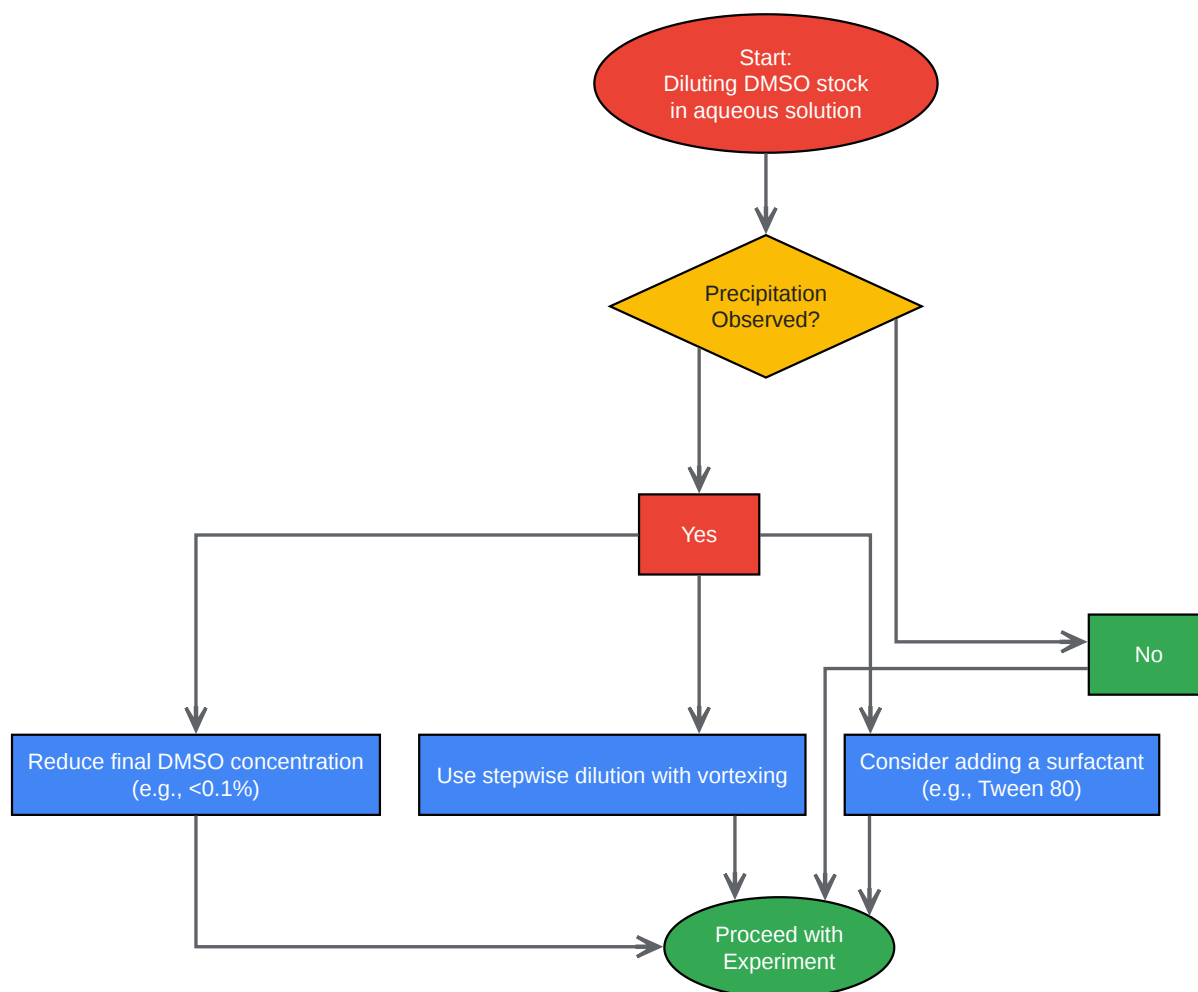 Start:
Diluting DMSO stock
in aqueous solution
Precipitation
Observed?
Yes
No
Reduce final DMSO concentration
(e.g., <0.1%)
Use stepwise dilution with vortexing
Consider adding a surfactant
(e.g., Tween 80)
Proceed with
Experiment